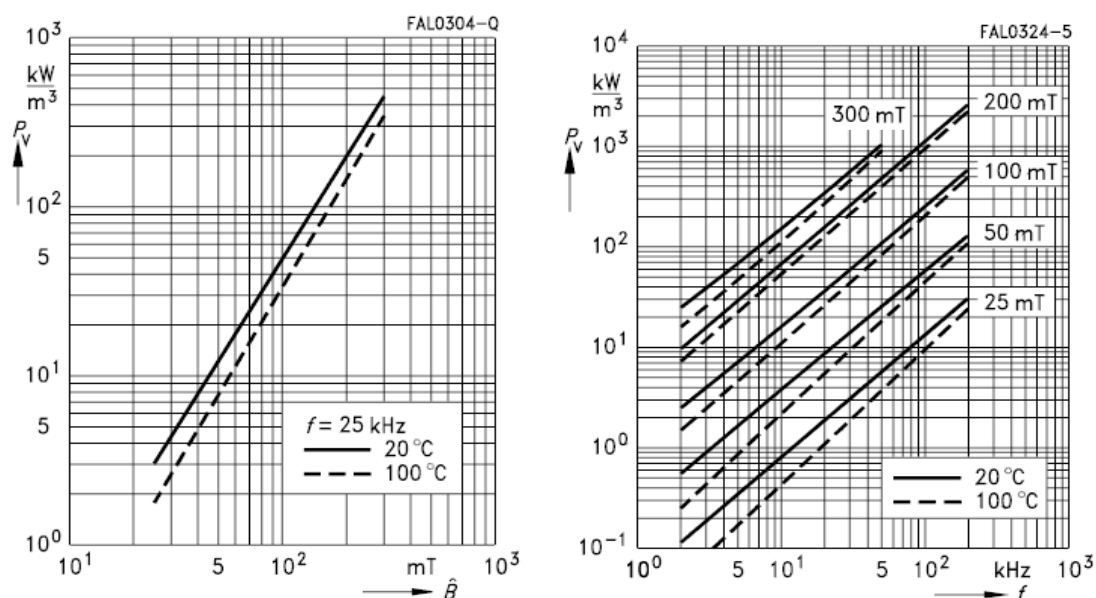 FAL0304-Q
10³
kW
m³
P_V
10²
5
10¹
5
10⁰
f = 25 kHz
20 °C
100 °C
10¹
5
10²
mT
10³
B̂
FAL0324-5
10⁴
kW
m³
P_V
10³
10²
10¹
10⁰
10⁻¹
300 mT
200 mT
100 mT
50 mT
25 mT
20 °C
100 °C
10⁰
5
10¹
5
10²
kHz
10³
f